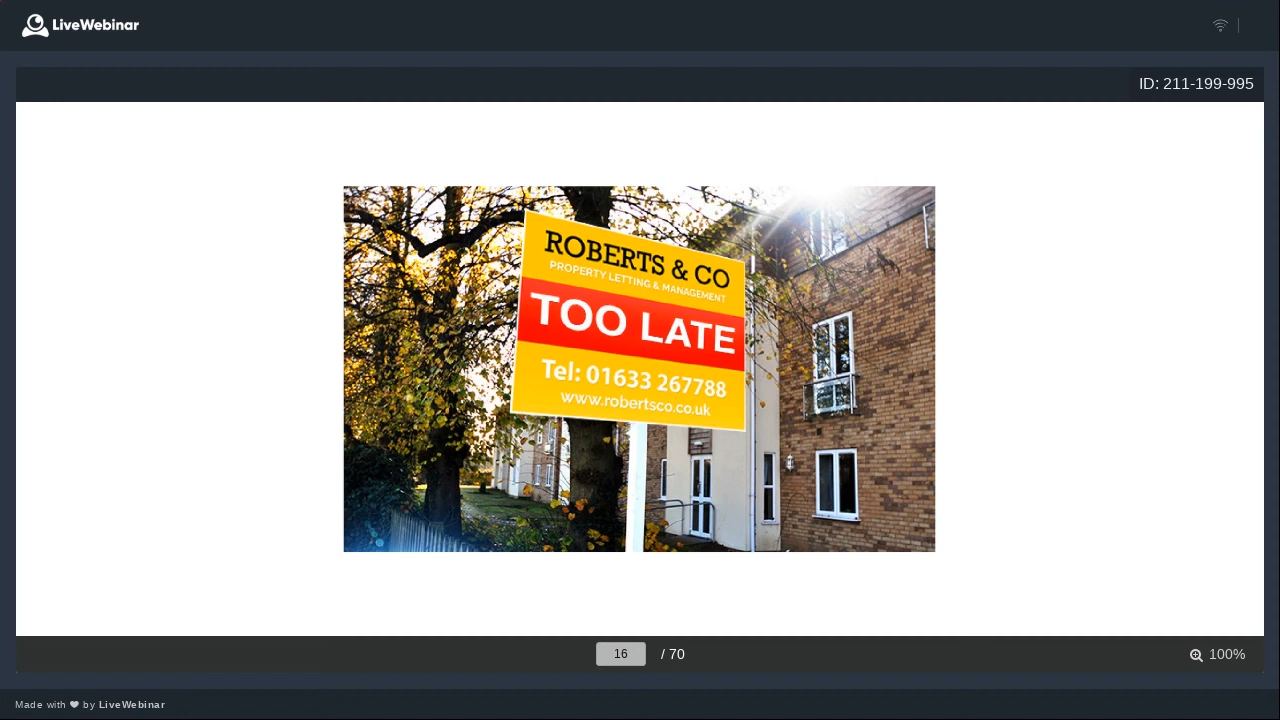 LiveWebinar
ID: 211-199-995
ROBERTS & CO
PROPERTY LETTING & MANAGEMENT
TOO LATE
Tel: 01633 267788
www.robertsco.co.uk
16 / 70
100%
Made with ❤ by LiveWebinar